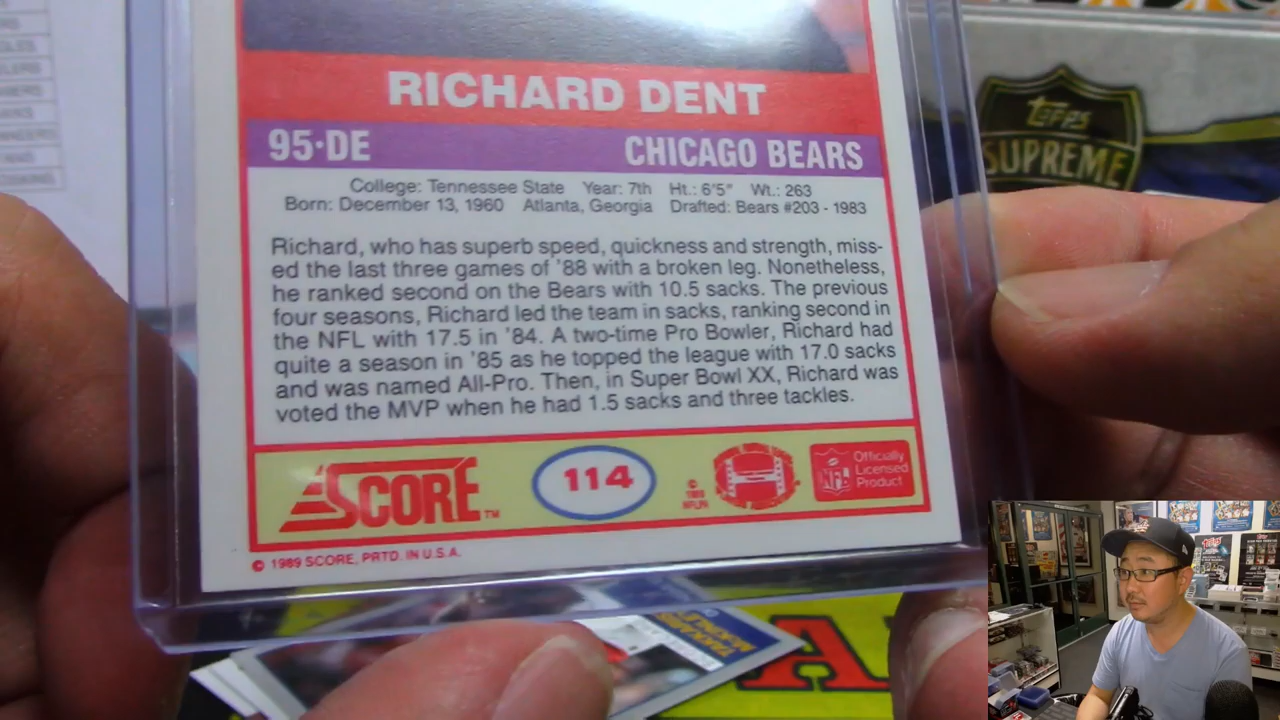 RICHARD DENT
95·DE CHICAGO BEARS
College: Tennessee State Year: 7th Ht.: 6'5" Wt.: 263
Born: December 13, 1960 Atlanta, Georgia Drafted: Bears #203 - 1983
Richard, who has superb speed, quickness and strength, miss-
ed the last three games of '88 with a broken leg. Nonetheless,
he ranked second on the Bears with 10.5 sacks. The previous
four seasons, Richard led the team in sacks, ranking second in
the NFL with 17.5 in '84. A two-time Pro Bowler, Richard had
quite a season in '85 as he topped the league with 17.0 sacks
and was named All-Pro. Then, in Super Bowl XX, Richard was
voted the MVP when he had 1.5 sacks and three tackles.
SCORE™
114
© 1989 NFLPA
NFL
Officially
Licensed
Product
© 1989 SCORE, PRTD. IN U.S.A.
Topps
SUPREME